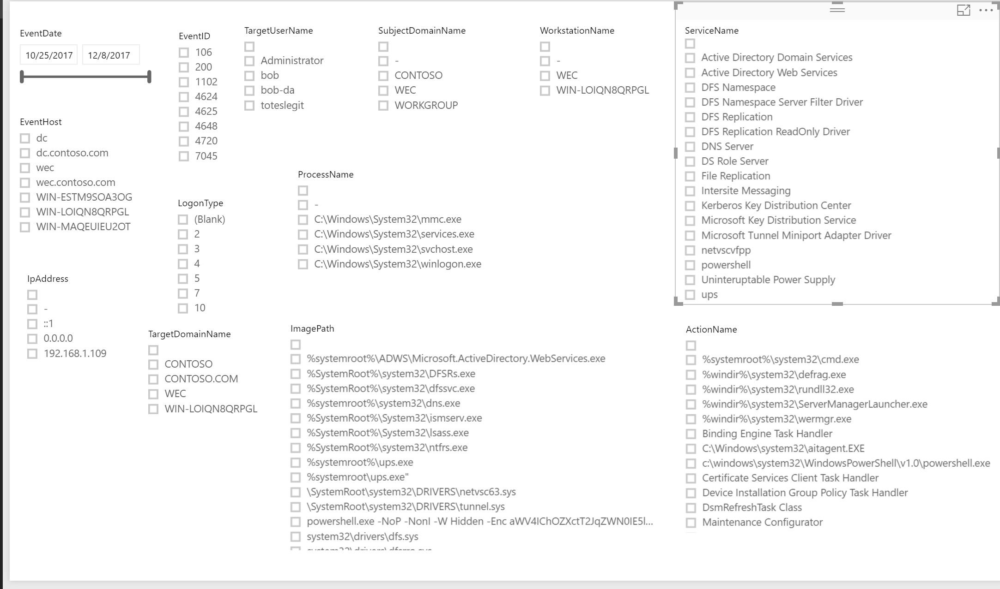 EventDate
10/25/2017
12/8/2017
EventHost
dc
dc.contoso.com
wec
wec.contoso.com
WIN-ESTM9SOA3OG
WIN-LOIQN8QRPGL
WIN-MAQEUIEU2OT
IpAddress
-
::1
0.0.0.0
192.168.1.109
EventID
106
200
1102
4624
4625
4648
4720
7045
LogonType
(Blank)
2
3
4
5
7
10
TargetDomainName
CONTOSO
CONTOSO.COM
WEC
WIN-LOIQN8QRPGL
TargetUserName
Administrator
bob
bob-da
toteslegit
SubjectDomainName
-
CONTOSO
WEC
WORKGROUP
WorkstationName
-
WEC
WIN-LOIQN8QRPGL
ProcessName
-
C:\Windows\System32\mmc.exe
C:\Windows\System32\services.exe
C:\Windows\System32\svchost.exe
C:\Windows\System32\winlogon.exe
ImagePath
%systemroot%\ADWS\Microsoft.ActiveDirectory.WebServices.exe
%SystemRoot%\system32\DFSRs.exe
%SystemRoot%\system32\dfssvc.exe
%systemroot%\system32\dns.exe
%SystemRoot%\System32\ismserv.exe
%SystemRoot%\System32\lsass.exe
%SystemRoot%\system32\ntfrs.exe
%systemroot%\ups.exe
%systemroot\ups.exe"
\SystemRoot\system32\DRIVERS\netvsc63.sys
\SystemRoot\system32\DRIVERS\tunnel.sys
powershell.exe -NoP -NonI -W Hidden -Enc aWV4IChOZXctT2JqZWN0IE5l...
system32\drivers\dfs.sys
ServiceName
Active Directory Domain Services
Active Directory Web Services
DFS Namespace
DFS Namespace Server Filter Driver
DFS Replication
DFS Replication ReadOnly Driver
DNS Server
DS Role Server
File Replication
Intersite Messaging
Kerberos Key Distribution Center
Microsoft Key Distribution Service
Microsoft Tunnel Miniport Adapter Driver
netvscvfpp
powershell
Uninteruptable Power Supply
ups
ActionName
%systemroot%\system32\cmd.exe
%windir%\system32\defrag.exe
%windir%\system32\rundll32.exe
%windir%\system32\ServerManagerLauncher.exe
%windir%\system32\wermgr.exe
Binding Engine Task Handler
C:\Windows\system32\aitagent.EXE
c:\windows\system32\WindowsPowerShell\v1.0\powershell.exe
Certificate Services Client Task Handler
Device Installation Group Policy Task Handler
DsmRefreshTask Class
Maintenance Configurator